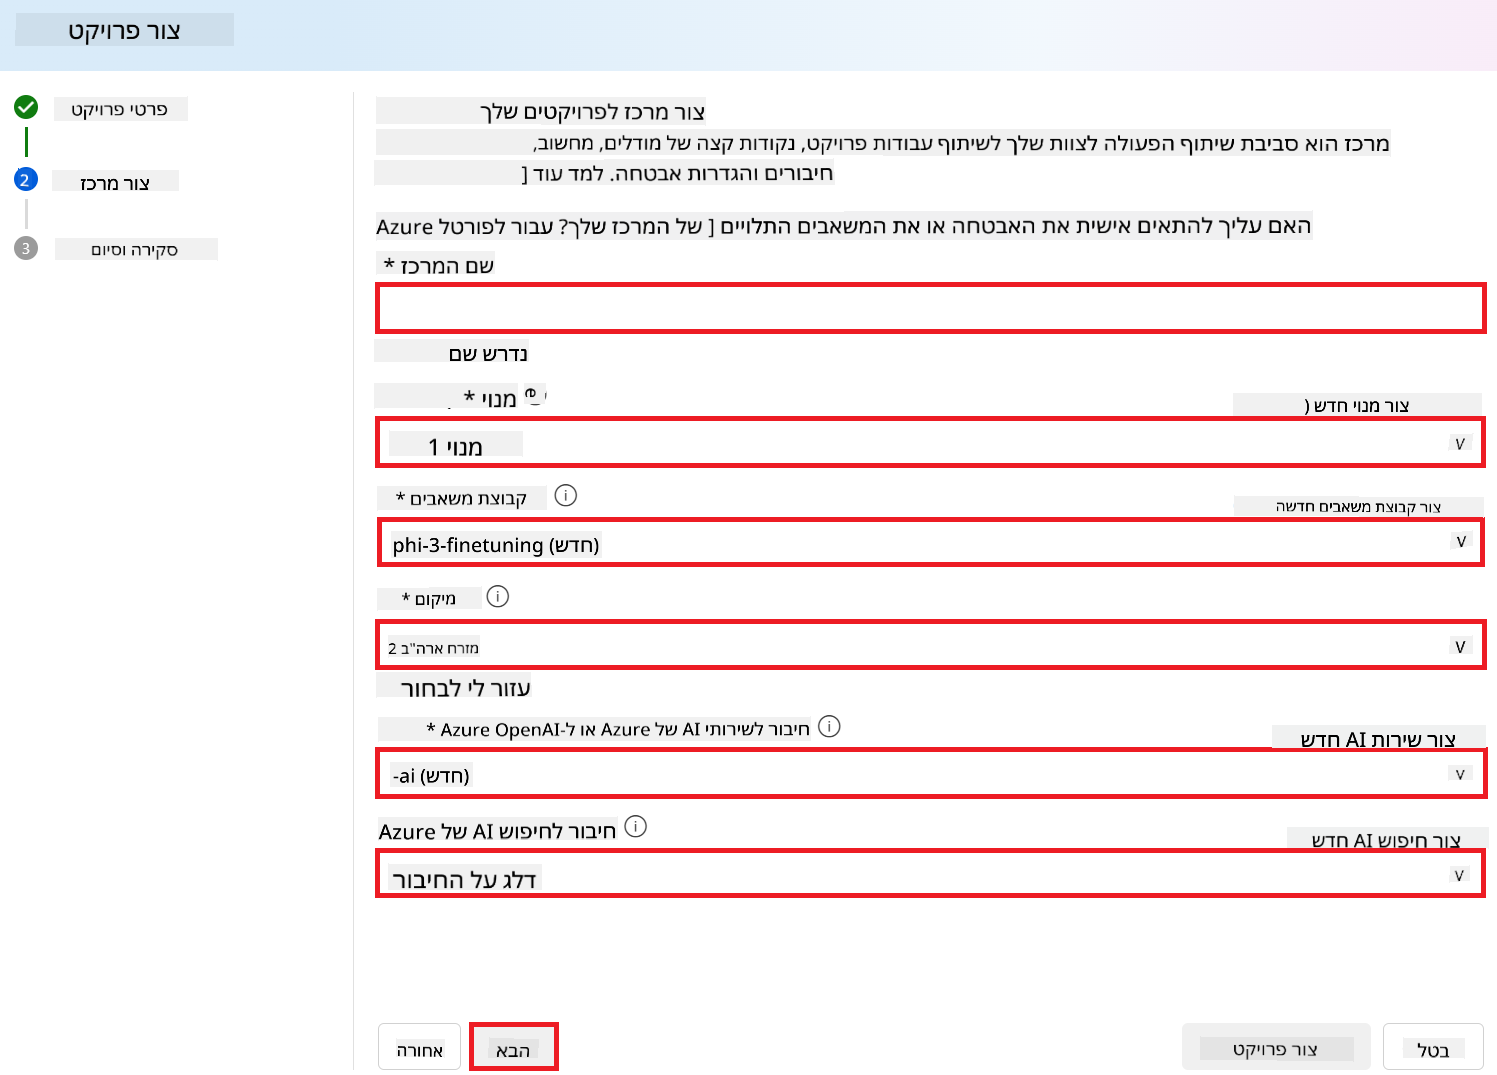 צור פרויקט
פרטי פרויקט
2
צור מרכז
3
סקירה וסיום
צור מרכז לפרויקטים שלך
מרכז הוא סביבת שיתוף הפעולה לצוות שלך לשיתוף עבודות פרויקט, נקודות קצה של מודלים, מחשוב,
חיבורים והגדרות אבטחה. למד עוד [
האם עליך להתאים אישית את האבטחה או את המשאבים התלויים [ של המרכז שלך? עבור לפורטל Azure
שם המרכז *
נדרש שם
מנוי *
צור מנוי חדש (
מנוי 1
קבוצת משאבים *
צור קבוצת משאבים חדשה
phi-3-finetuning (חדש)
מיקום *
מזרח ארה"ב 2
עזור לי לבחור
חיבור לשירותי AI של Azure או ל-Azure OpenAI *
צור שירות AI חדש
-ai (חדש)
חיבור לחיפוש AI של Azure
צור חיפוש AI חדש
דלג על החיבור
אחורה
הבא
צור פרויקט
בטל